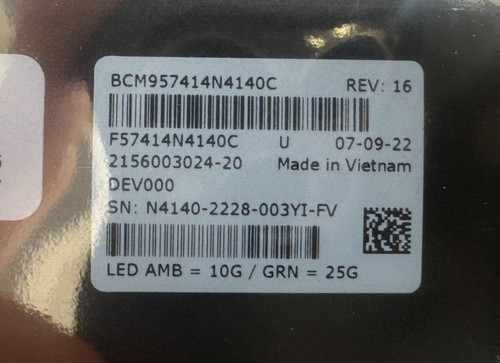 BCM957414N4140C REV: 16
F57414N4140C U 07-09-22
2156003024-20 Made in Vietnam
DEV000
SN: N4140-2228-003YI-FV
LED AMB = 10G / GRN = 25G